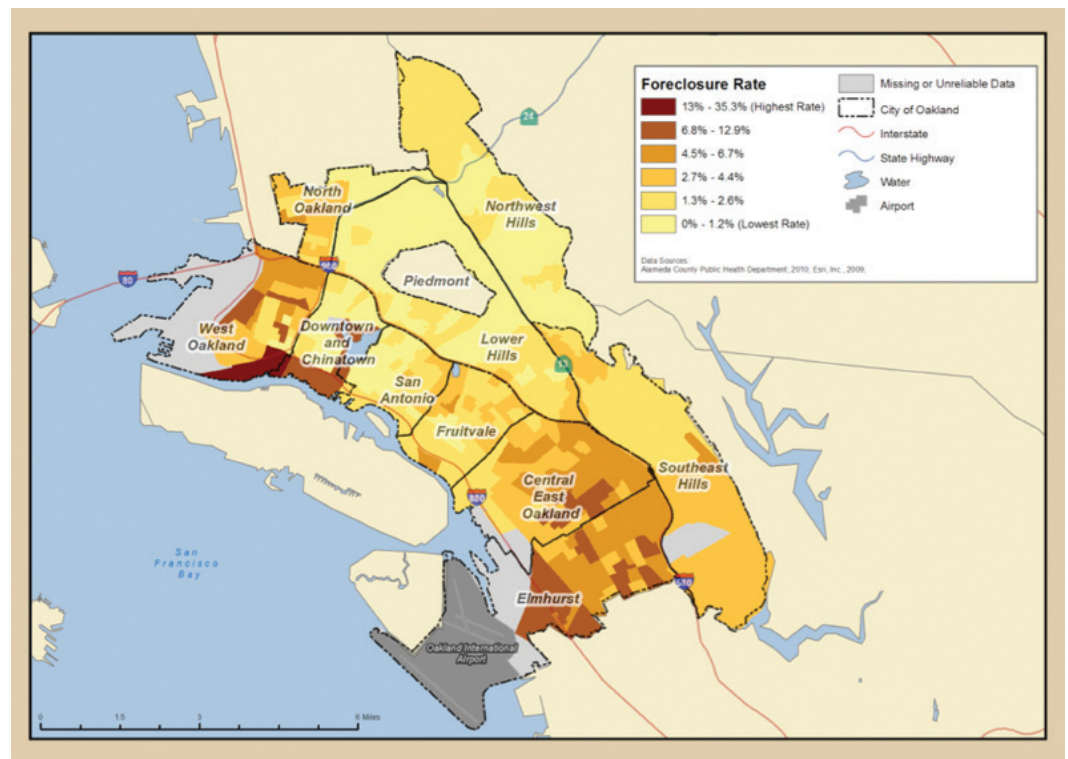 Foreclosure Rate
13% - 35.3% (Highest Rate)
6.8% - 12.9%
4.5% - 6.7%
2.7% - 4.4%
1.3% - 2.6%
0% - 1.2% (Lowest Rate)
Missing or Unreliable Data
City of Oakland
Interstate
State Highway
Water
Airport
Data Sources:
Alameda County Public Health Department, 2010; Esri, Inc., 2009;
24
North
Oakland
Northwest
Hills
80
Piedmont
West
Oakland
Downtown
and
Chinatown
Lower
Hills
13
San
Antonio
Fruitvale
Southeast
Hills
Central
East
Oakland
880
San
Francisco
Bay
580
Elmhurst
Oakland International
Airport
0
1.5
3
6 Miles